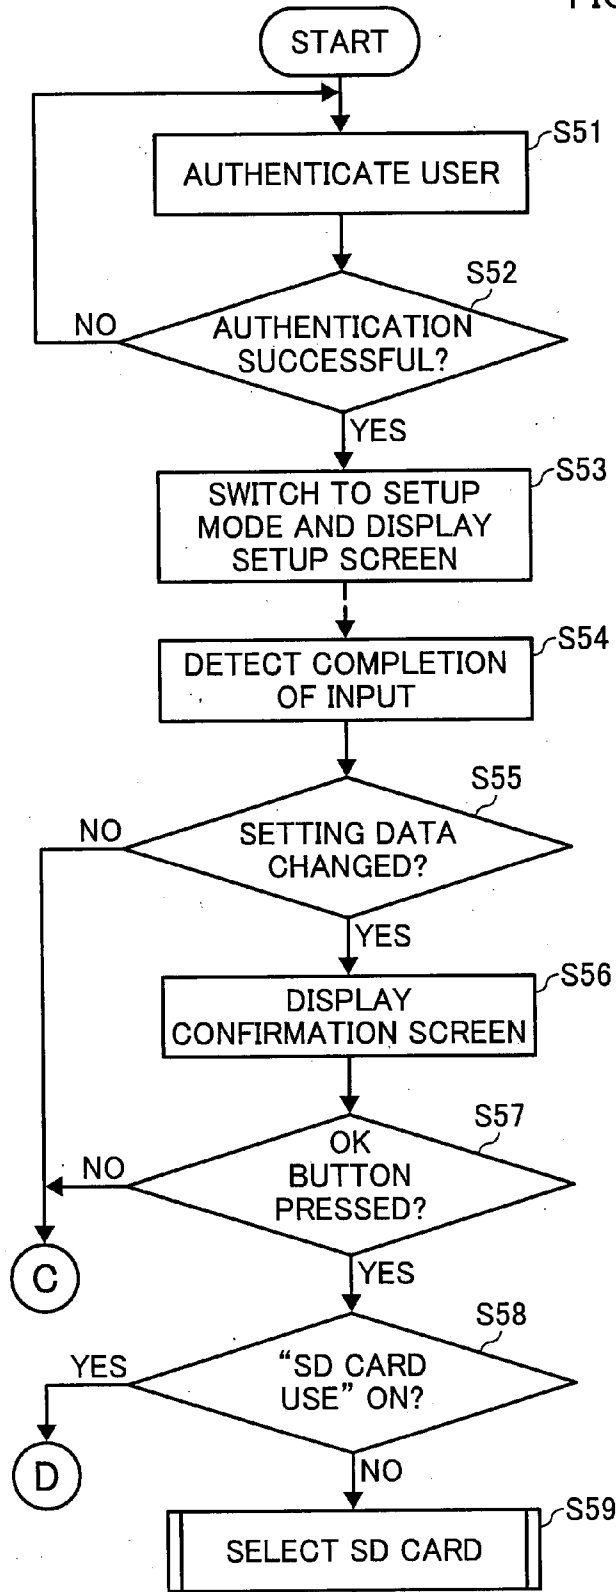 FIG
START
S51
AUTHENTICATE USER
S52
NO
AUTHENTICATION
SUCCESSFUL?
YES
S53
SWITCH TO SETUP
MODE AND DISPLAY
SETUP SCREEN
S54
DETECT COMPLETION
OF INPUT
S55
NO
SETTING DATA
CHANGED?
YES
S56
DISPLAY
CONFIRMATION SCREEN
S57
NO
OK
BUTTON
PRESSED?
C
YES
S58
YES
“SD CARD
USE” ON?
D
NO
S59
SELECT SD CARD